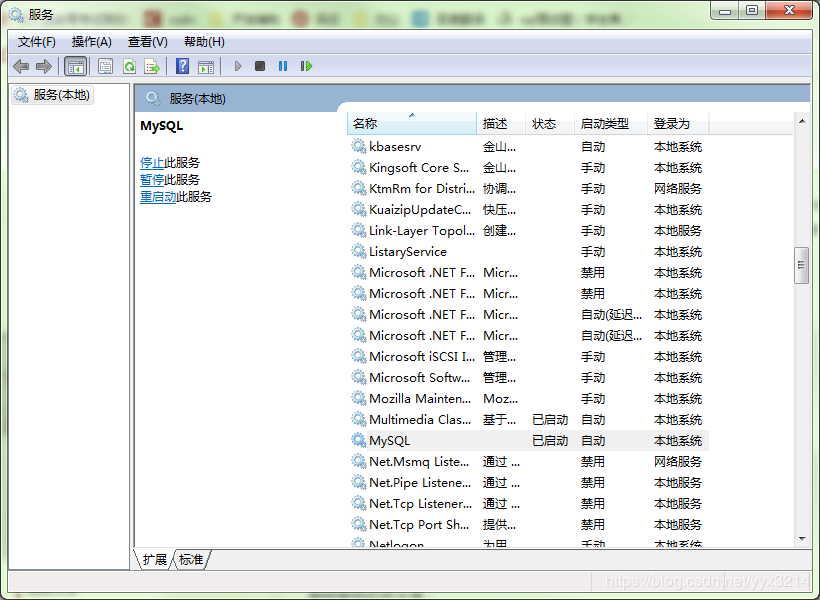 服务
文件(F) 操作(A) 查看(V) 帮助(H)
服务(本地)
服务(本地)
MySQL
停止此服务
暂停此服务
重启动此服务
名称 描述 状态 启动类型 登录为
kbasesrv 金山... 自动 本地系统
Kingsoft Core S... 金山... 手动 本地系统
KtmRm for Distri... 协调... 手动 网络服务
KuaizipUpdateC... 快压... 手动 本地系统
Link-Layer Topol... 创建... 手动 本地服务
ListaryService 手动 本地系统
Microsoft .NET F... Micr... 禁用 本地系统
Microsoft .NET F... Micr... 禁用 本地系统
Microsoft .NET F... Micr... 自动(延迟... 本地系统
Microsoft .NET F... Micr... 自动(延迟... 本地系统
Microsoft iSCSI I... 管理... 手动 本地系统
Microsoft Softw... 管理... 手动 本地系统
Mozilla Mainten... Moz... 手动 本地系统
Multimedia Clas... 基于... 已启动 自动 本地系统
MySQL 已启动 自动 本地系统
Net.Msmq Liste... 通过 ... 禁用 网络服务
Net.Pipe Listene... 通过 ... 禁用 本地服务
Net.Tcp Listener... 通过 ... 禁用 本地服务
Net.Tcp Port Sh... 提供... 禁用 本地服务
Netlogon 为用... 手动 本地系统
扩展 标准
https://blog.csdn.net/yyx3214